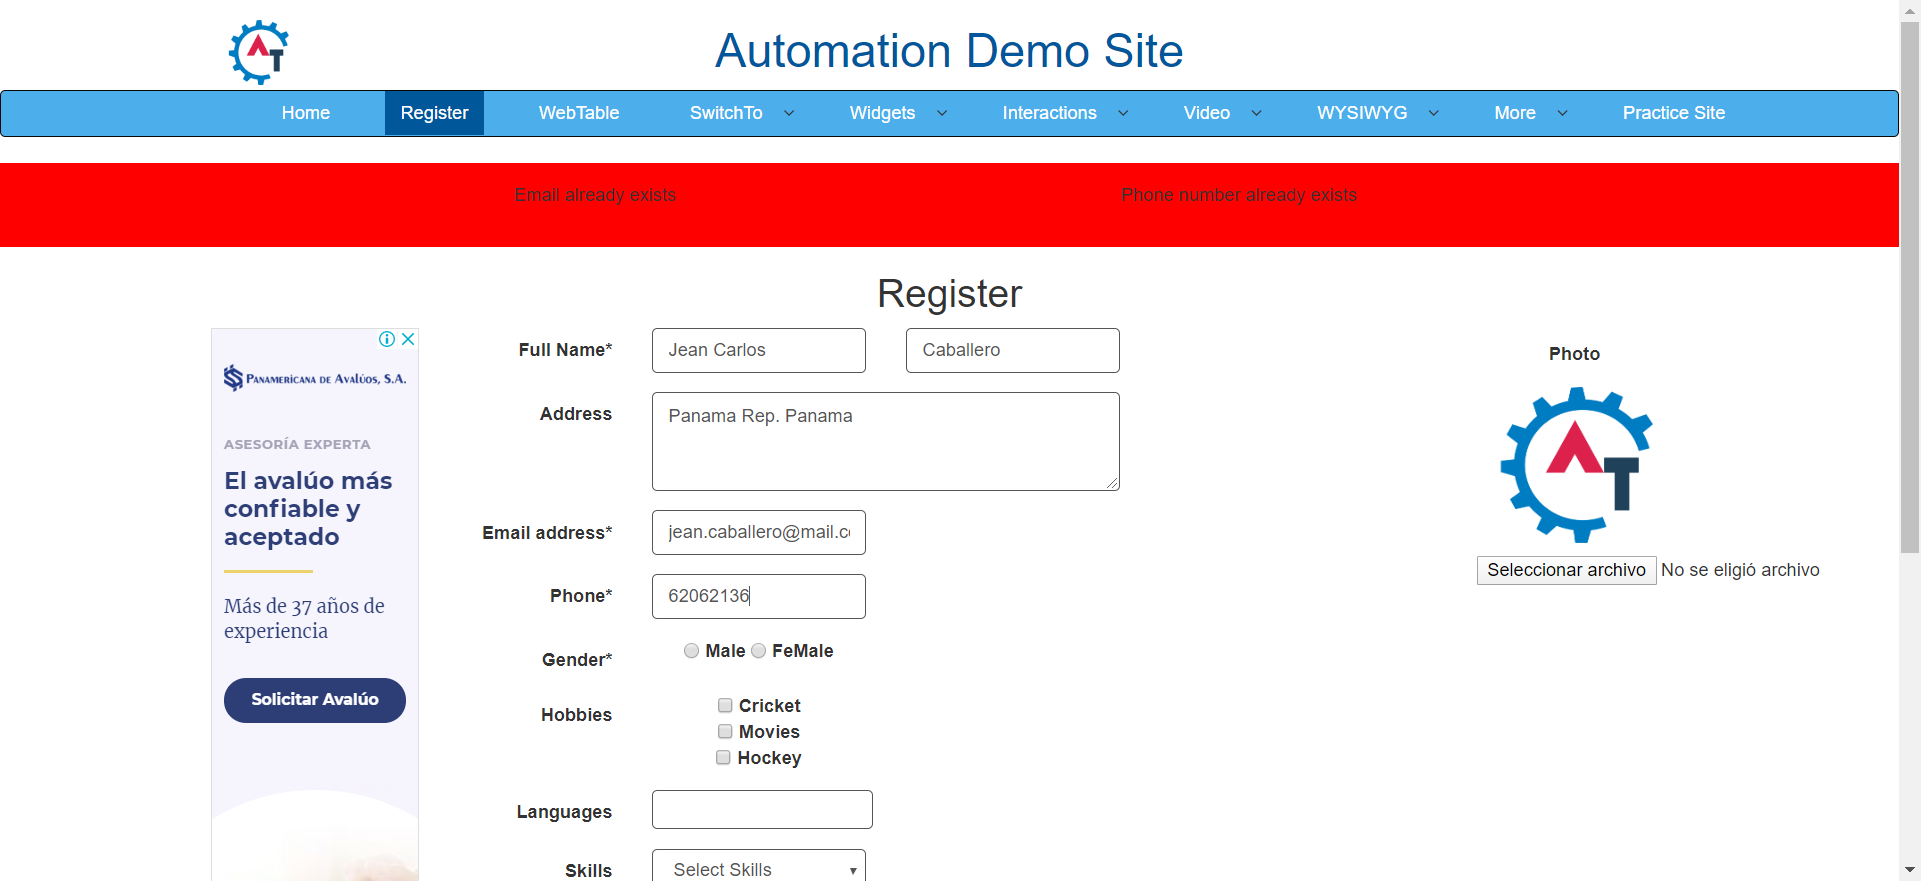 AT
Automation Demo Site
Home Register WebTable SwitchTo Widgets Interactions Video WYSIWYG More Practice Site
Email already exists Phone number already exists
Register
PANAMERICANA DE AVALÚOS, S.A.
ASESORÍA EXPERTA
El avalúo más
confiable y
aceptado
Más de 37 años de
experiencia
Solicitar Avalúo
Full Name* Jean Carlos Caballero
Address Panama Rep. Panama
Email address* jean.caballero@mail.c
Phone* 62062136
Gender* Male FeMale
Hobbies Cricket
Movies
Hockey
Languages
Skills Select Skills
Photo
AT
Seleccionar archivo No se eligió archivo